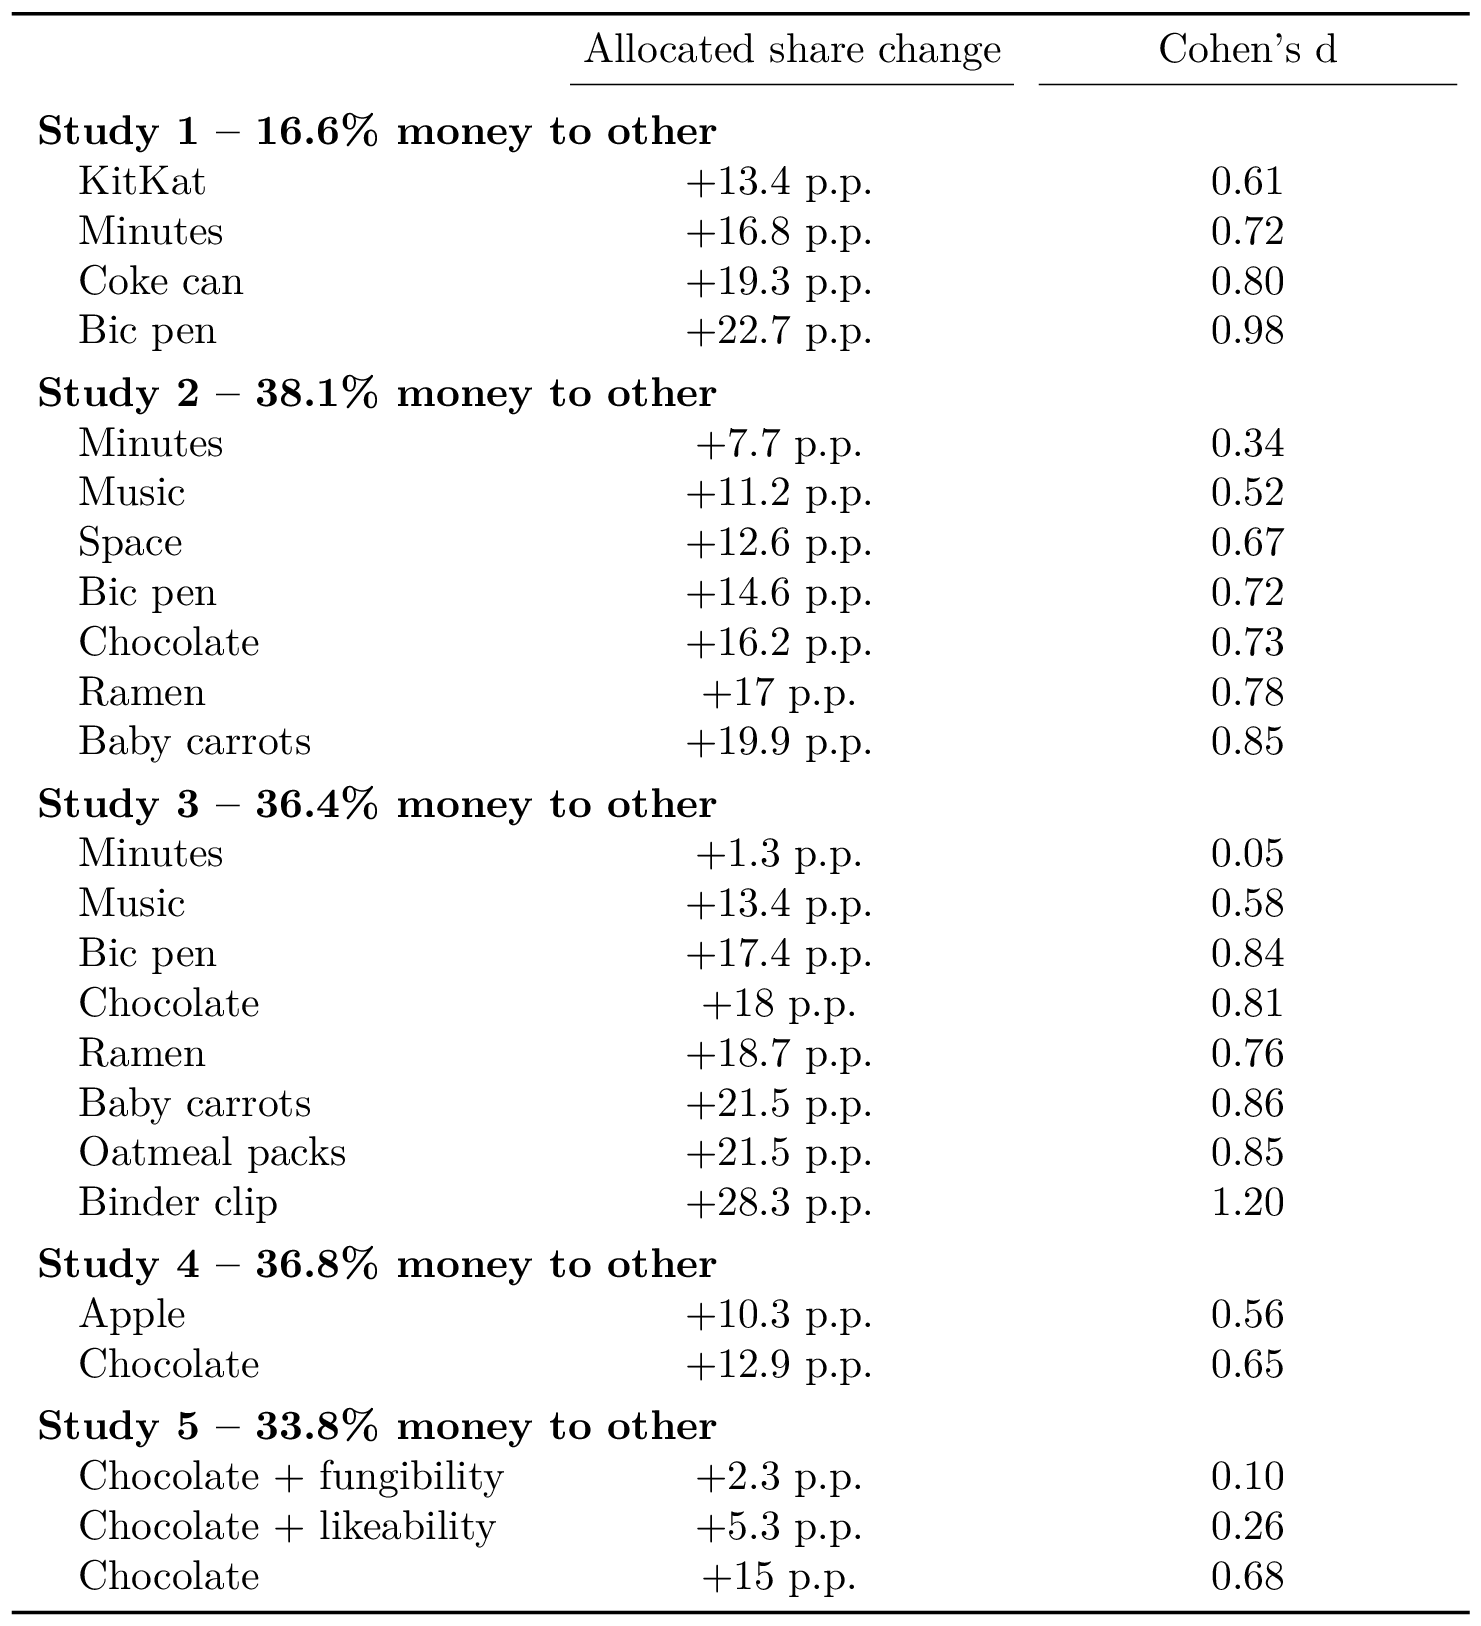 Allocated share change Cohen's d
Study 1 – 16.6% money to other
KitKat +13.4 p.p. 0.61
Minutes +16.8 p.p. 0.72
Coke can +19.3 p.p. 0.80
Bic pen +22.7 p.p. 0.98
Study 2 – 38.1% money to other
Minutes +7.7 p.p. 0.34
Music +11.2 p.p. 0.52
Space +12.6 p.p. 0.67
Bic pen +14.6 p.p. 0.72
Chocolate +16.2 p.p. 0.73
Ramen +17 p.p. 0.78
Baby carrots +19.9 p.p. 0.85
Study 3 – 36.4% money to other
Minutes +1.3 p.p. 0.05
Music +13.4 p.p. 0.58
Bic pen +17.4 p.p. 0.84
Chocolate +18 p.p. 0.81
Ramen +18.7 p.p. 0.76
Baby carrots +21.5 p.p. 0.86
Oatmeal packs +21.5 p.p. 0.85
Binder clip +28.3 p.p. 1.20
Study 4 – 36.8% money to other
Apple +10.3 p.p. 0.56
Chocolate +12.9 p.p. 0.65
Study 5 – 33.8% money to other
Chocolate + fungibility +2.3 p.p. 0.10
Chocolate + likeability +5.3 p.p. 0.26
Chocolate +15 p.p. 0.68